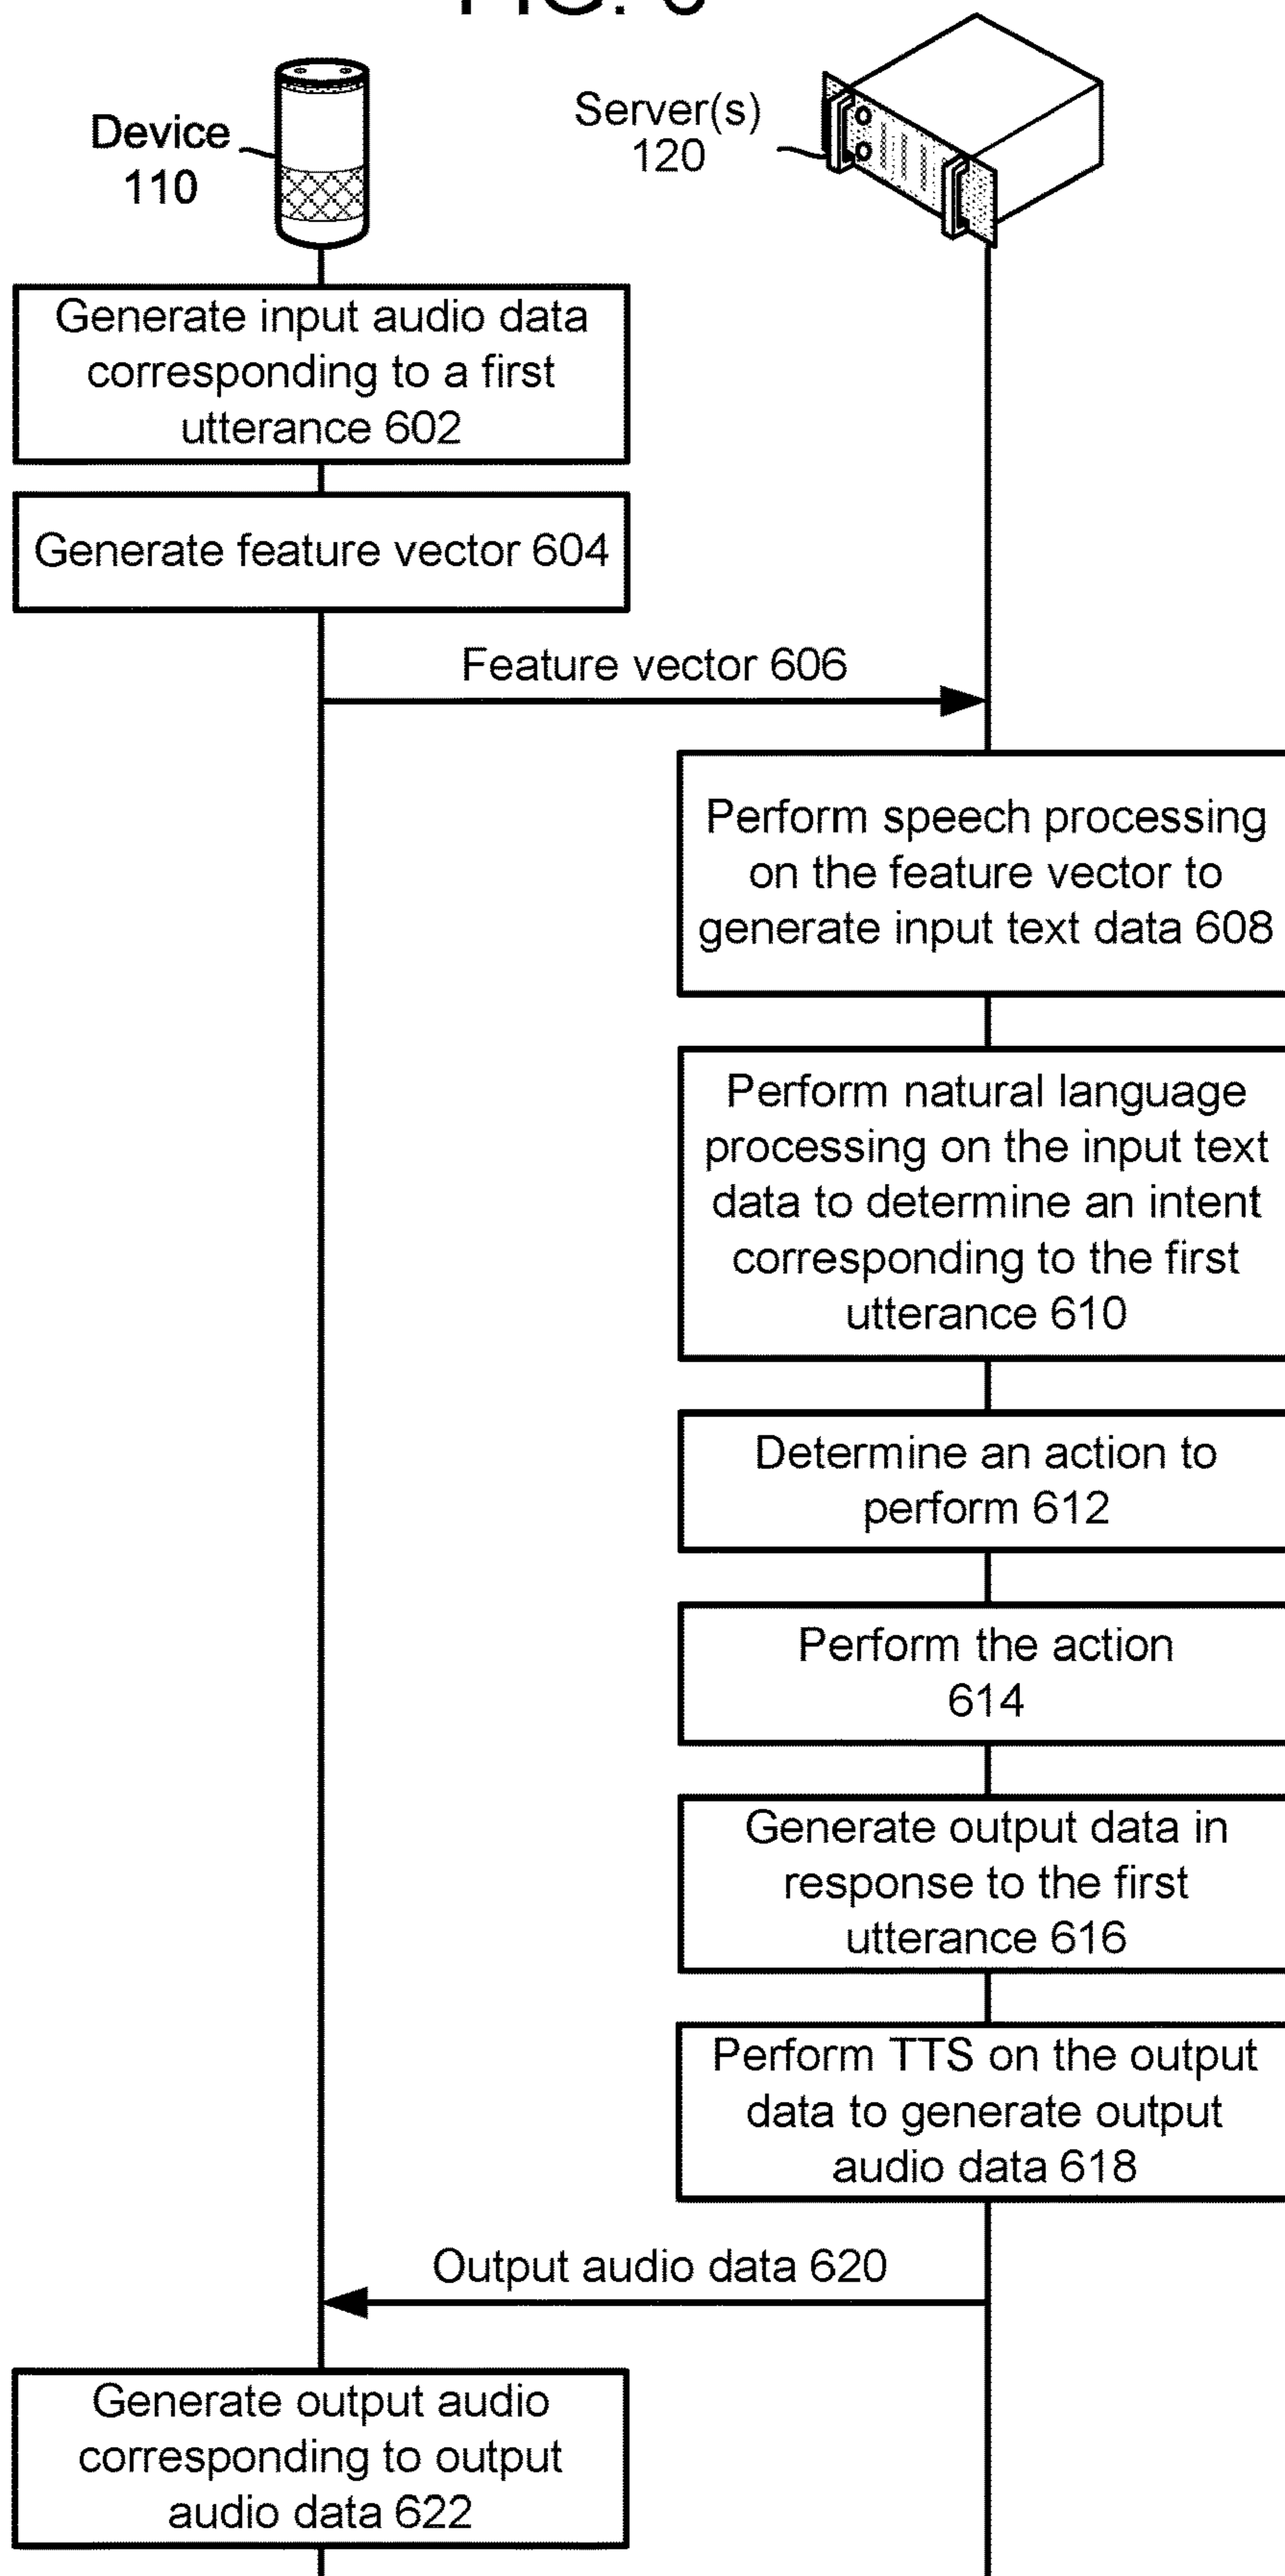 Device
110
Server(s)
120
Generate input audio data
corresponding to a first
utterance 602
Generate feature vector 604
Feature vector 606
Perform speech processing
on the feature vector to
generate input text data 608
Perform natural language
processing on the input text
data to determine an intent
corresponding to the first
utterance 610
Determine an action to
perform 612
Perform the action
614
Generate output data in
response to the first
utterance 616
Perform TTS on the output
data to generate output
audio data 618
Output audio data 620
Generate output audio
corresponding to output
audio data 622